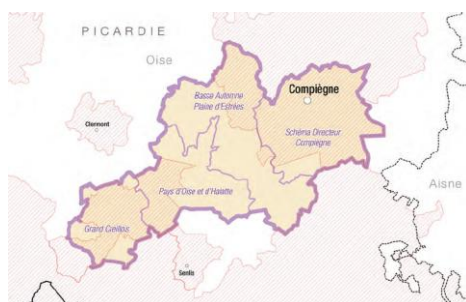 PICARDIE
Oise
Basse Automne
Plaine d'Estrées
Compiègne
Clermont
Schéma Directeur
Compiègne
Aisne
Pays d'Oise et d'Halatte
Grand Creillois
Senlis